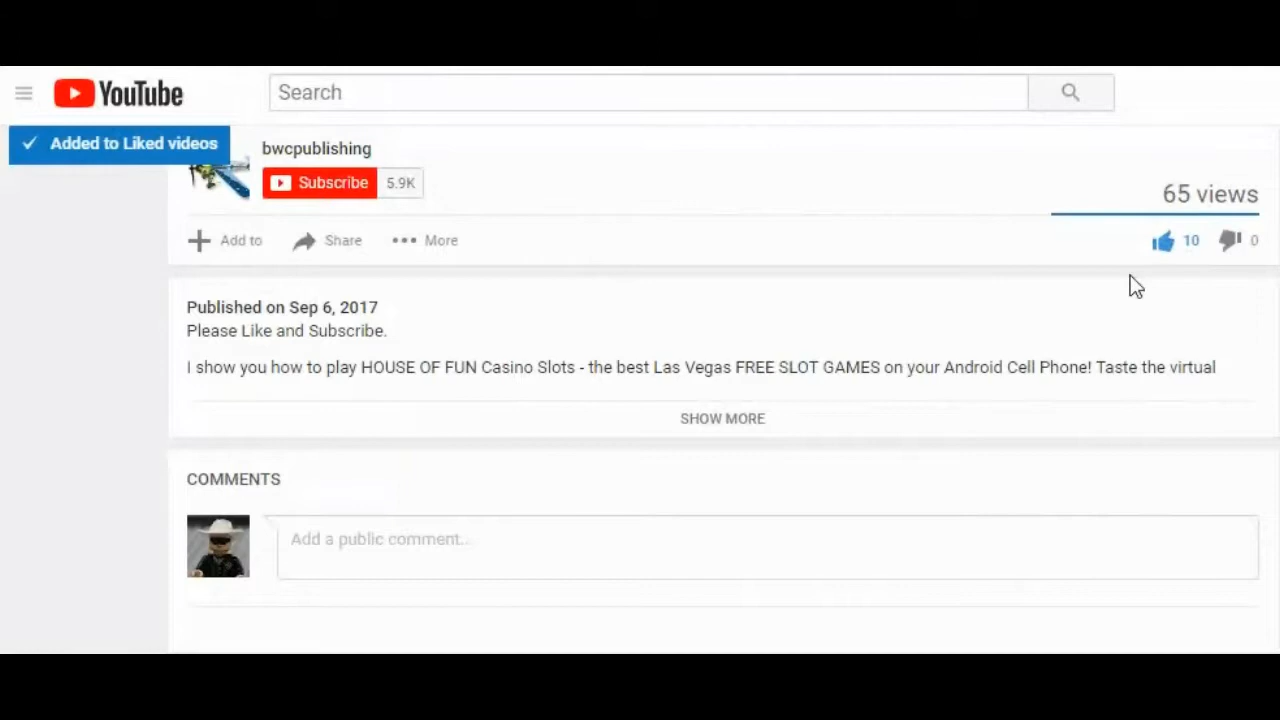 YouTube
Search
Added to Liked videos
bwcpublishing
Subscribe 5.9K
65 views
Add to Share More
10 0
Published on Sep 6, 2017
Please Like and Subscribe.
I show you how to play HOUSE OF FUN Casino Slots - the best Las Vegas FREE SLOT GAMES on your Android Cell Phone! Taste the virtual
SHOW MORE
COMMENTS
Add a public comment...